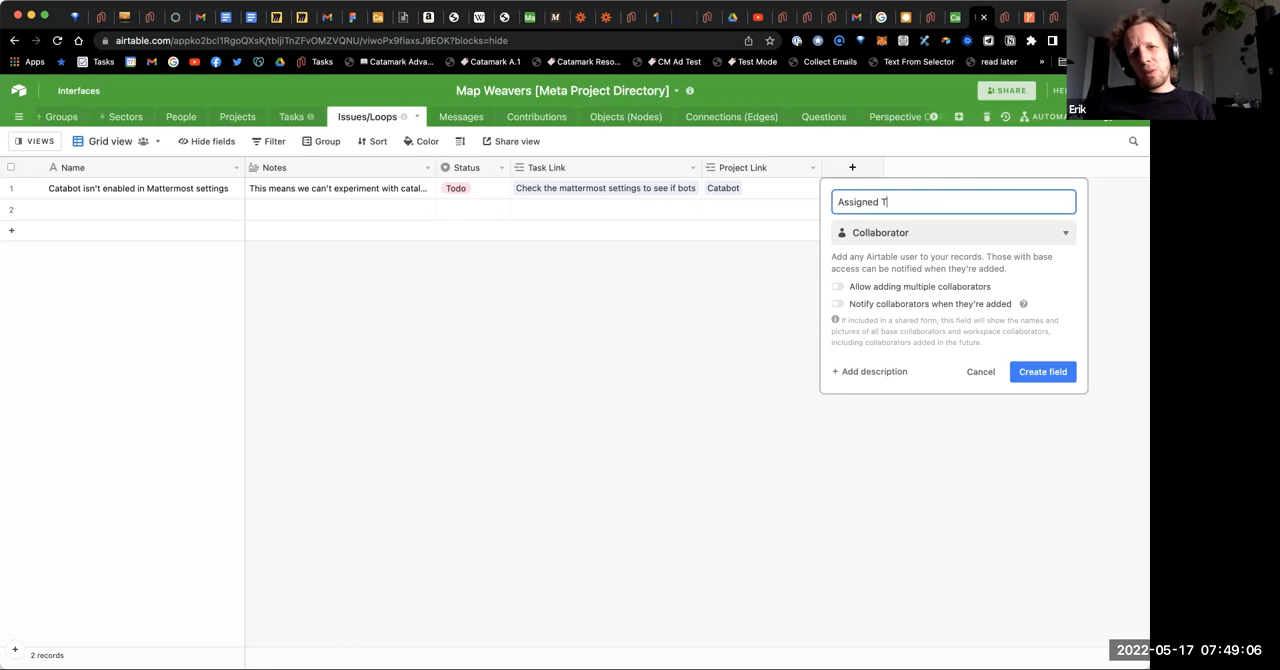 airtable.com/appko2bcl1RgoQXsK/tbljlTnZFvOMZVQNU/viwoPx9fiaxsJ9EOK?blocks=hide
Apps Tasks Tasks Catamark Adva... Catamark A.1 Catamark Reso... CM Ad Test Test Mode Collect Emails Text From Selector read later »
Interfaces Map Weavers [Meta Project Directory] SHARE HE
Groups Sectors People Projects Tasks Issues/Loops Messages Contributions Objects (Nodes) Connections (Edges) Questions Perspective AUTOMA
VIEWS Grid view Hide fields Filter Group Sort Color Share view
Name Notes Status Task Link Project Link +
1 Catabot isn't enabled in Mattermost settings This means we can't experiment with catal... Todo Check the mattermost settings to see if bots Catabot
2
+
Assigned T
Collaborator
Add any Airtable user to your records. Those with base
access can be notified when they're added.
Allow adding multiple collaborators
Notify collaborators when they're added
If included in a shared form, this field will show the names and
pictures of all base collaborators and workspace collaborators,
including collaborators added in the future.
+ Add description Cancel Create field
+ 2 records
Erik
2022-05-17 07:49:06